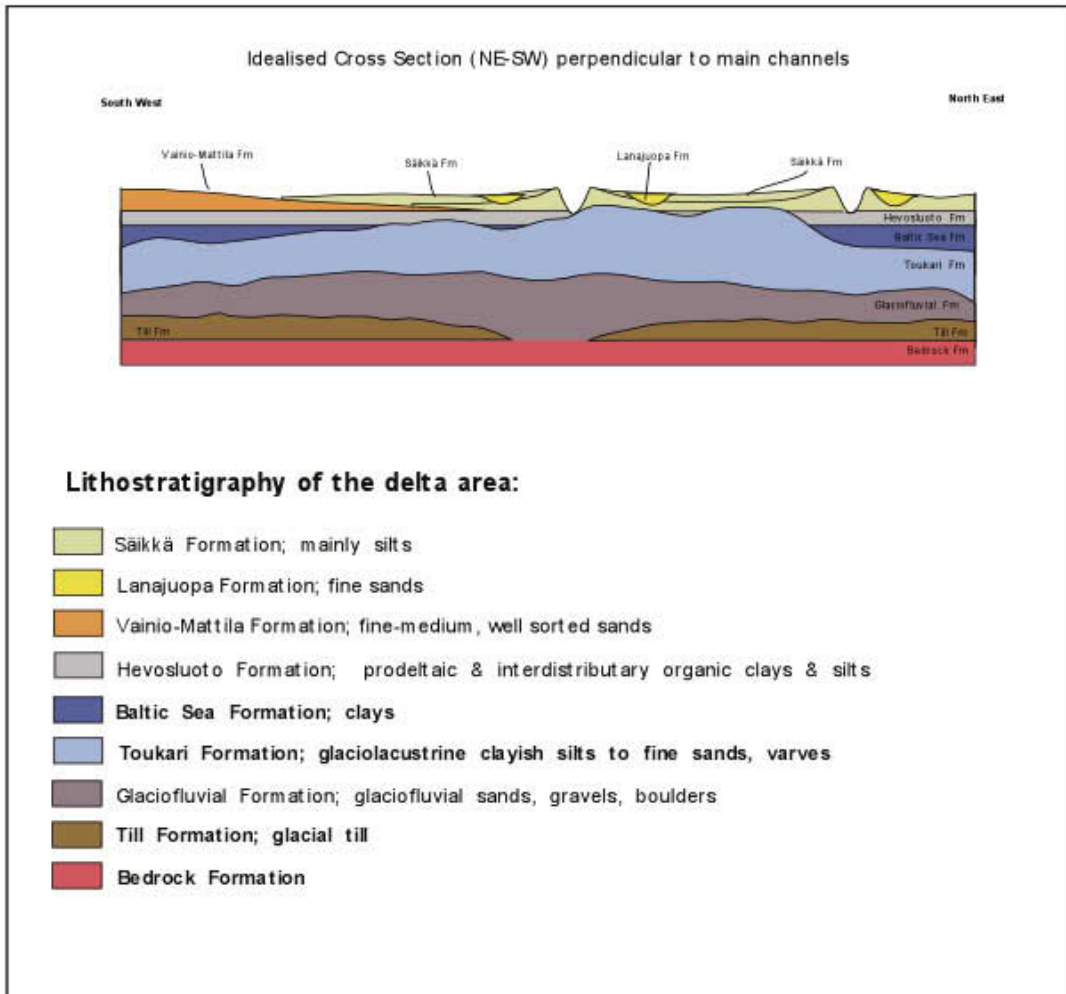 Idealised Cross Section (NE-SW) perpendicular to main channels
South West
North East
Vainio-Mattila Fm
Säikkä Fm
Lanajuopa Fm
Säikkä Fm
Hevosluoto Fm
Baltic Sea Fm
Toukari Fm
Glaciofluvial Fm
Till Fm
Till Fm
Bedrock Fm
Lithostratigraphy of the delta area:
Säikkä Formation; mainly silts
Lanajuopa Formation; fine sands
Vainio-Mattila Formation; fine-medium, well sorted sands
Hevosluoto Formation; prodeltaic & interdistributary organic clays & silts
Baltic Sea Formation; clays
Toukari Formation; glaciolacustrine clayish silts to fine sands, varves
Glaciofluvial Formation; glaciofluvial sands, gravels, boulders
Till Formation; glacial till
Bedrock Formation